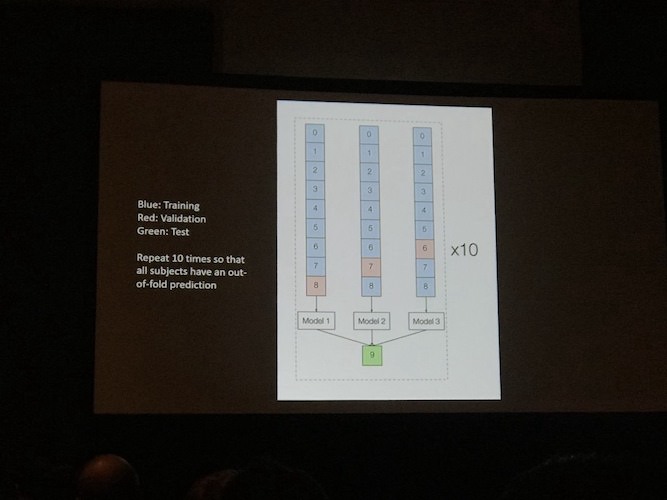 Blue: Training
Red: Validation
Green: Test
Repeat 10 times so that
all subjects have an out-
of-fold prediction
0 0 0
1 1 1
2 2 2
3 3 3
4 4 4
5 5 5
6 6 6
7 7 7
8 8 8
x10
Model 1 Model 2 Model 3
9